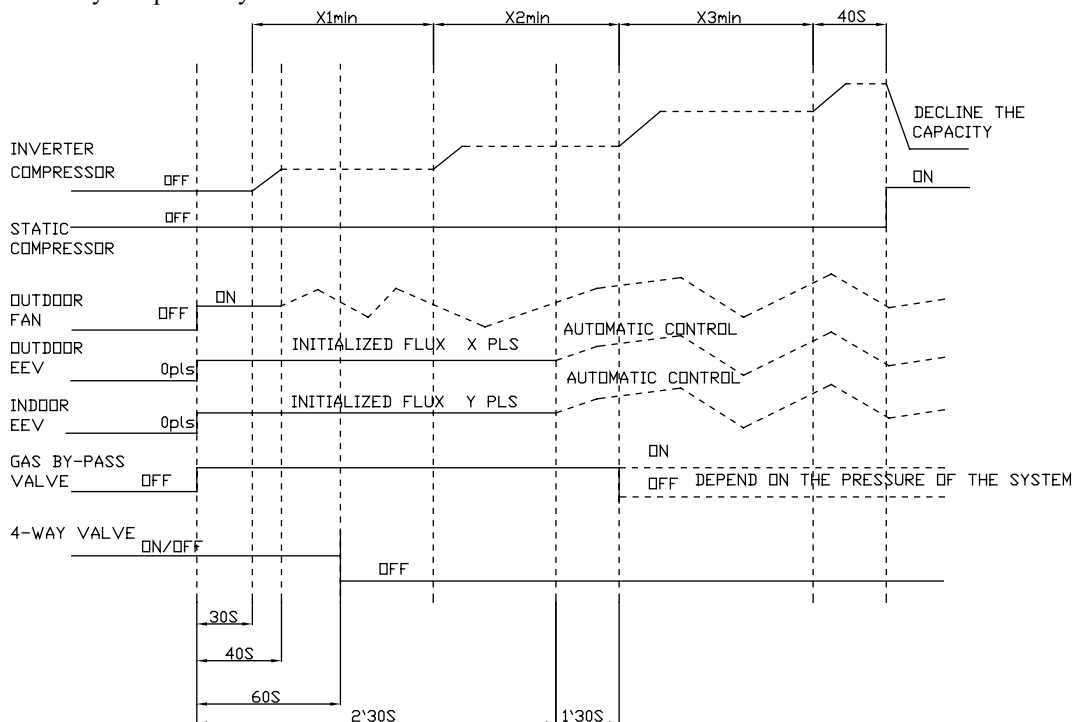 X1min X2min X3min 40S
DECLINE THE
CAPACITY
INVERTER
COMPRESSOR
OFF
ON
OFF
STATIC
COMPRESSOR
ON
OUTDOOR
FAN
OFF
AUTOMATIC CONTROL
INITIALIZED FLUX X PLS
OUTDOOR
EEV
0pls
AUTOMATIC CONTROL
INITIALIZED FLUX Y PLS
INDOOR
EEV
0pls
ON
GAS BY-PASS
VALVE
OFF
OFF DEPEND ON THE PRESSURE OF THE SYSTEM
4-WAY VALVE
ON/OFF
OFF
30S
40S
60S
2'30S 1'30S